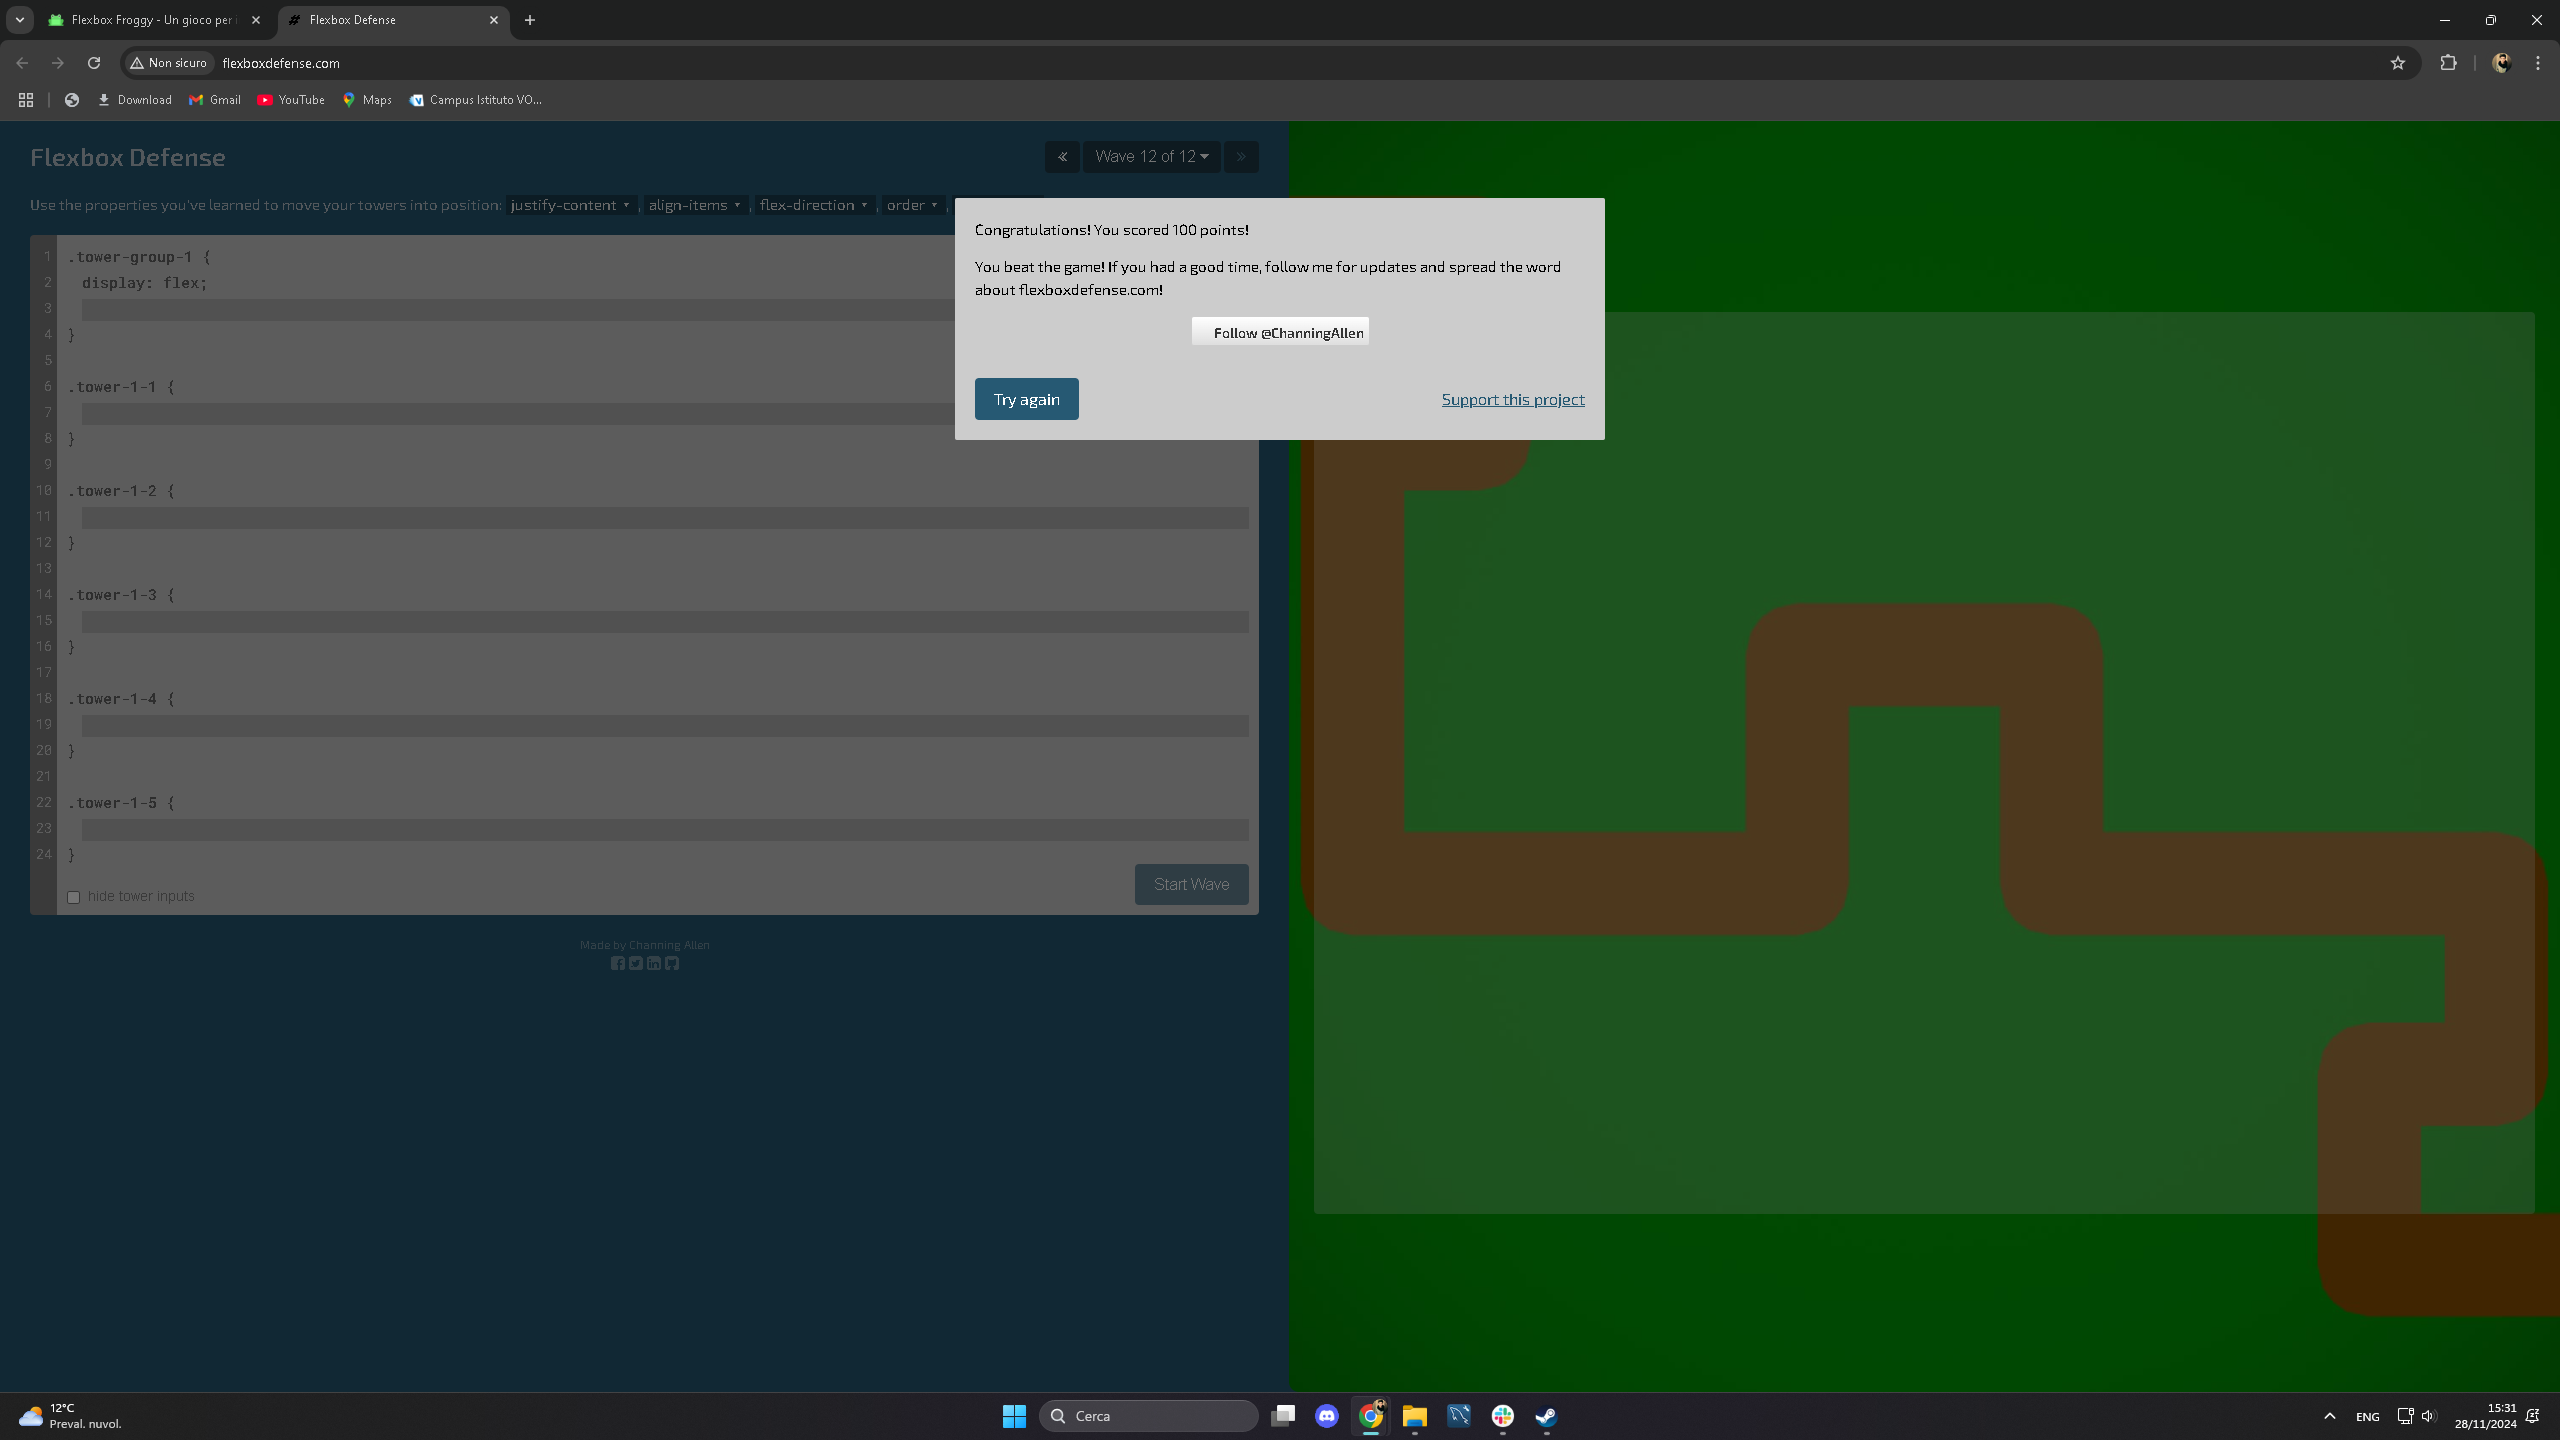 Flexbox Froggy - Un gioco per i
Flexbox Defense
Non sicuro
flexboxdefense.com
Download
Gmail
YouTube
Maps
Campus Istituto VO...
Flexbox Defense
Wave 12 of 12
Use the properties you've learned to move your towers into position: justify-content , align-items , flex-direction , order ,
Congratulations! You scored 100 points!
You beat the game! If you had a good time, follow me for updates and spread the word
about flexboxdefense.com!
Follow @ChanningAllen
Try again
Support this project
1 .tower-group-1 {
2 display: flex;
3
4 }
5
6 .tower-1-1 {
7
8 }
9
10 .tower-1-2 {
11
12 }
13
14 .tower-1-3 {
15
16 }
17
18 .tower-1-4 {
19
20 }
21
22 .tower-1-5 {
23
24 }
hide tower inputs
Start Wave
Made by Channing Allen
12°C
Preval. nuvol.
Cerca
ENG
15:31
28/11/2024